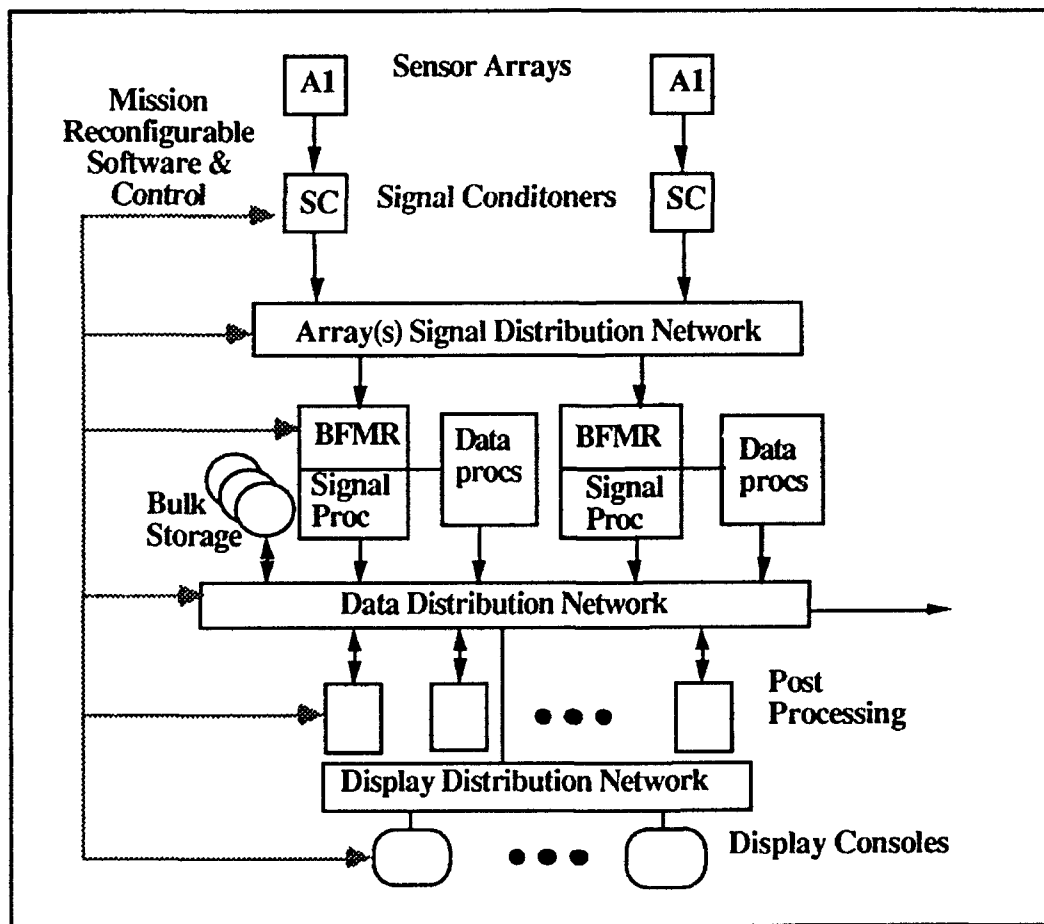 A1
Sensor Arrays
A1
Mission
Reconfigurable
Software &
Control
SC
Signal Conditoners
SC
Array(s) Signal Distribution Network
BFMR
Signal
Proc
Data
procs
BFMR
Signal
Proc
Data
procs
Bulk
Storage
Data Distribution Network
Post
Processing
Display Distribution Network
Display Consoles